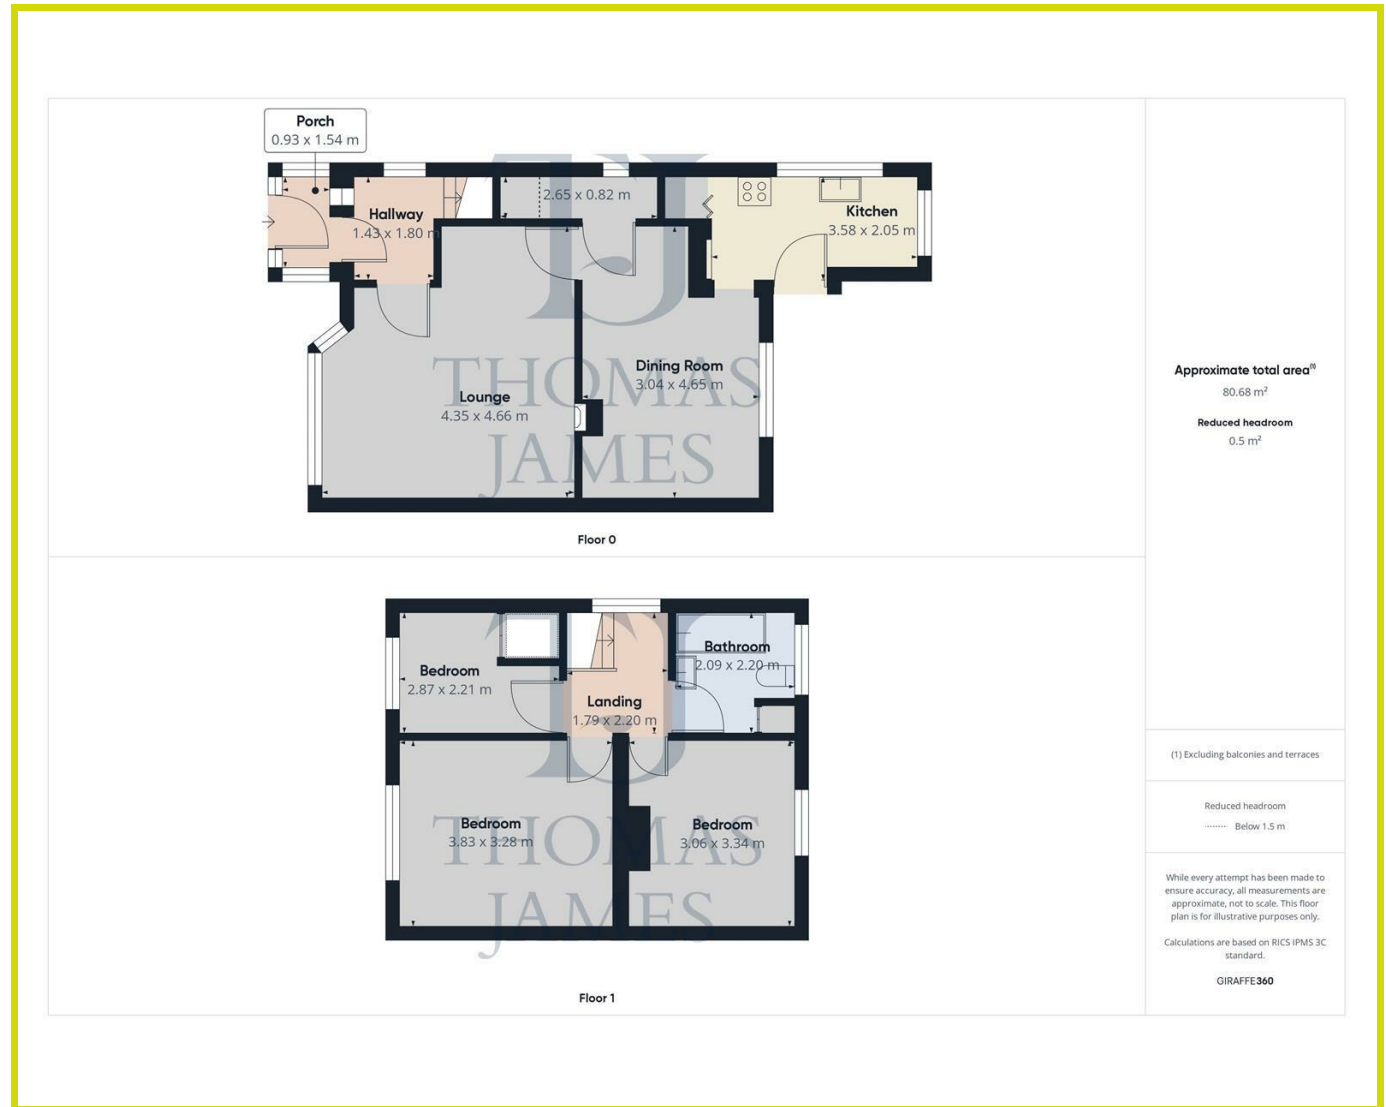 Porch
0.93 x 1.54 m
Hallway
1.43 x 1.80 m
2.65 x 0.82 m
Kitchen
3.58 x 2.05 m
Lounge
4.35 x 4.66 m
Dining Room
3.04 x 4.65 m
TJ
THOMAS
JAMES
Floor 0
Bedroom
2.87 x 2.21 m
Landing
1.79 x 2.20 m
Bathroom
2.09 x 2.20 m
Bedroom
3.83 x 3.28 m
Bedroom
3.06 x 3.34 m
TJ
THOMAS
JAMES
Floor 1
Approximate total area(1)
80.68 m²
Reduced headroom
0.5 m²
(1) Excluding balconies and terraces
Reduced headroom
Below 1.5 m
While every attempt has been made to
ensure accuracy, all measurements are
approximate, not to scale. This floor
plan is for illustrative purposes only.
Calculations are based on RICS IPMS 3C
standard.
GIRAFFE360